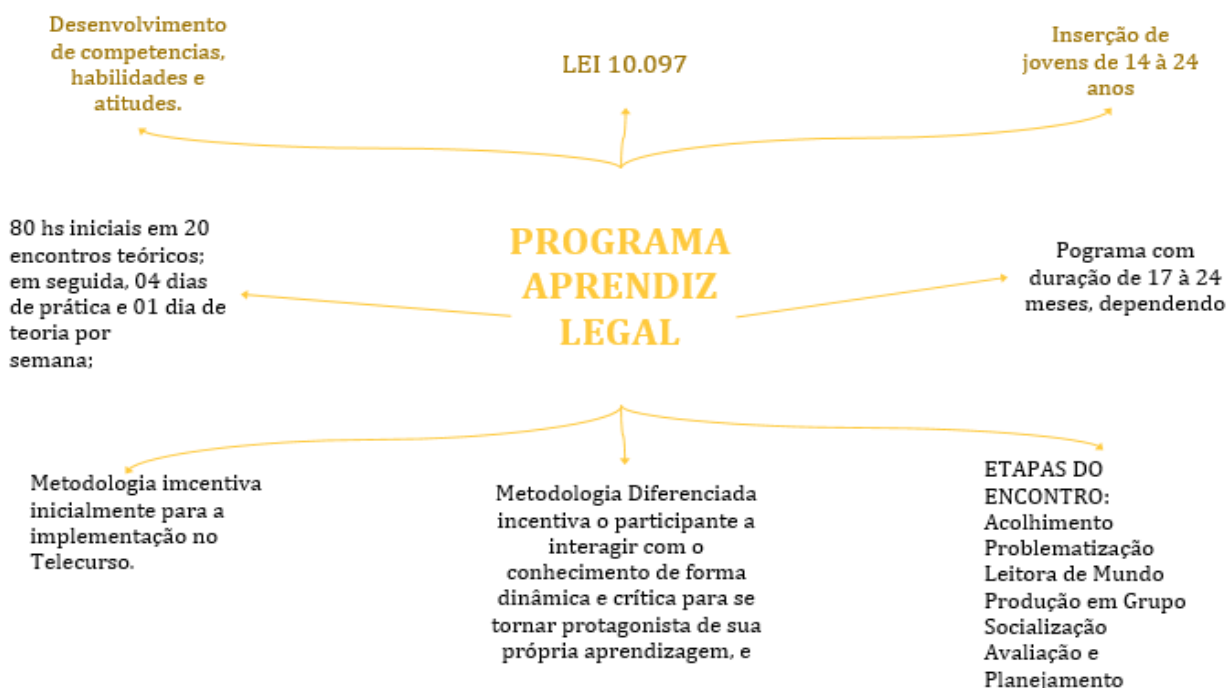 Desenvolvimento
de competencias,
habilidades e
atitudes.
LEI 10.097
Inserção de
jovens de 14 à 24
anos
80 hs iniciais em 20
encontros teóricos;
em seguida, 04 dias
de prática e 01 dia de
teoria por
semana;
PROGRAMA
APRENDIZ
LEGAL
Pograma com
duração de 17 à 24
meses, dependendo
Metodologia imcentiva
inicialmente para a
implementação no
Telecurso.
Metodologia Diferenciada
incentiva o participante a
interagir com o
conhecimento de forma
dinâmica e crítica para se
tornar protagonista de sua
própria aprendizagem, e
ETAPAS DO
ENCONTRO:
Acolhimento
Problematização
Leitora de Mundo
Produção em Grupo
Socialização
Avaliação e
Planejamento